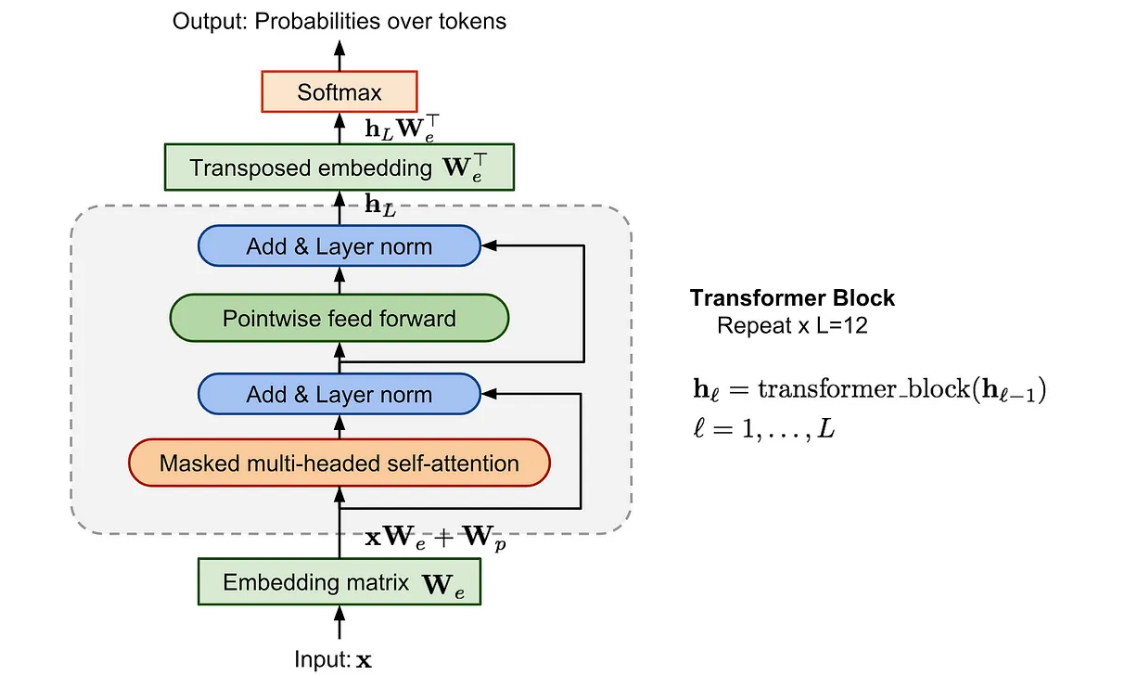 Output: Probabilities over tokens
Softmax
h_L W_e^⊤
Transposed embedding W_e^⊤
h_L
Add & Layer norm
Pointwise feed forward
Add & Layer norm
Masked multi-headed self-attention
xW_e + W_p
Embedding matrix W_e
Input: x
Transformer Block
Repeat x L=12
h_ℓ = transformer_block(h_{ℓ−1})
ℓ = 1, . . . , L